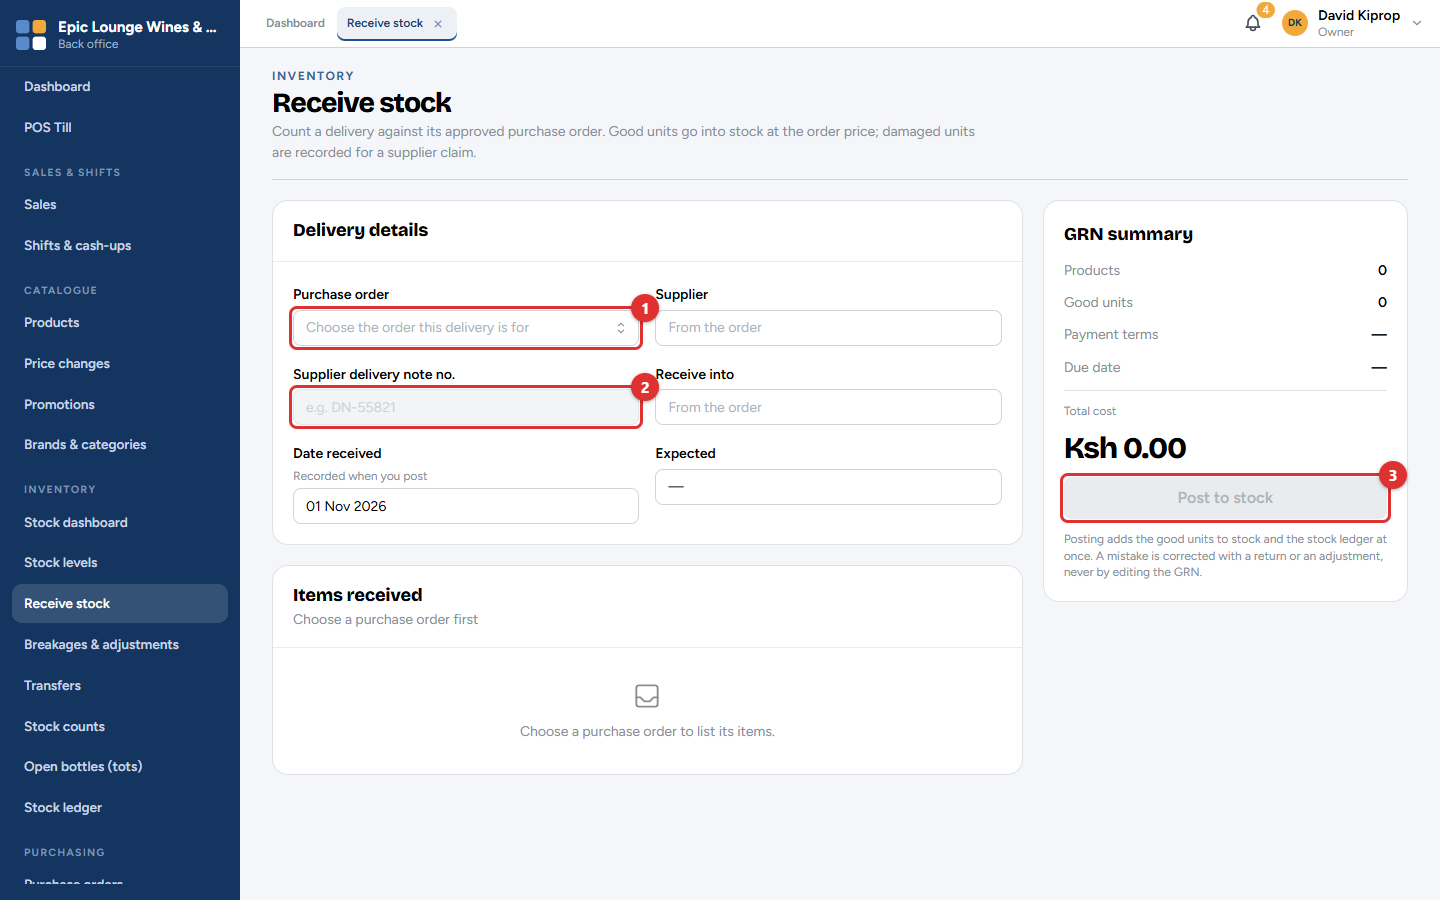 Epic Lounge Wines & ...
Back office
Dashboard
POS Till
SALES & SHIFTS
Sales
Shifts & cash-ups
CATALOGUE
Products
Price changes
Promotions
Brands & categories
INVENTORY
Stock dashboard
Stock levels
Receive stock
Breakages & adjustments
Transfers
Stock counts
Open bottles (tots)
Stock ledger
PURCHASING
Purchase orders
Dashboard
Receive stock
4
DK
David Kiprop
Owner
INVENTORY
Receive stock
Count a delivery against its approved purchase order. Good units go into stock at the order price; damaged units
are recorded for a supplier claim.
Delivery details
Purchase order
1
Choose the order this delivery is for
Supplier
From the order
Supplier delivery note no.
2
e.g. DN-55821
Receive into
From the order
Date received
Recorded when you post
01 Nov 2026
Expected
—
Items received
Choose a purchase order first
Choose a purchase order to list its items.
GRN summary
Products 0
Good units 0
Payment terms —
Due date —
Total cost
Ksh 0.00
3
Post to stock
Posting adds the good units to stock and the stock ledger at
once. A mistake is corrected with a return or an adjustment,
never by editing the GRN.